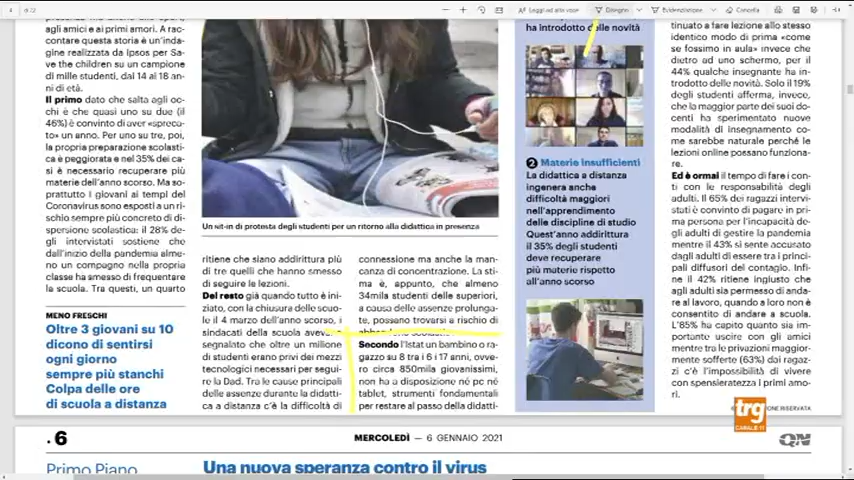 di 12
Leggi ad alta voce
Disegno
Evidenziazione
Cancella
agli amici e ai primi amori. A rac-
contare questa storia è un'inda-
gine realizzata da Ipsos per Sa-
ve the children su un campione
di mille studenti, dai 14 ai 18 an-
ni di età.
Il primo dato che salta agli oc-
chi è che quasi uno su due (il
46%) è convinto di aver «spreca-
to» un anno. Per uno su tre, poi,
la propria preparazione scolasti-
ca è peggiorata e nel 35% dei ca-
si è necessario recuperare più
materie dell'anno scorso. Ma so-
prattutto i giovani ai tempi del
Coronavirus sono esposti a un ri-
schio sempre più concreto di di-
spersione scolastica: il 28% de-
gli intervistati sostiene che
dall'inizio della pandemia alme-
no un compagno nella propria
classe ha smesso di frequentare
la scuola. Tra questi, un quarto
MENO FRESCHI
Oltre 3 giovani su 10
dicono di sentirsi
ogni giorno
sempre più stanchi
Colpa delle ore
di scuola a distanza
Un sit-in di protesta degli studenti per un ritorno alla didattica in presenza
ritiene che siano addirittura più
di tre quelli che hanno smesso
di seguire le lezioni.
Del resto già quando tutto è ini-
ziato, con la chiusura delle scuo-
le il 4 marzo dell'anno scorso, i
sindacati della scuola avevano
segnalato che oltre un milione
di studenti erano privi dei mezzi
tecnologici necessari per segui-
re la Dad. Tra le cause principali
delle assenze durante la didatti-
ca a distanza c'è la difficoltà di
connessione ma anche la man-
canza di concentrazione. La sti-
ma è, appunto, che almeno
34mila studenti delle superiori,
a causa delle assenze prolunga-
te, possano trovarsi a rischio di
Secondo l'Istat un bambino o ra-
gazzo su 8 tra i 6 i 17 anni, ovve-
ro circa 850mila giovanissimi,
non ha a disposizione né pc né
tablet, strumenti fondamentali
per restare al passo della didatti-
ha introdotto delle novità
2 Materie insufficienti
La didattica a distanza
ingenera anche
difficoltà maggiori
nell'apprendimento
delle discipline di studio
Quest'anno addirittura
il 35% degli studenti
deve recuperare
più materie rispetto
all'anno scorso
tinuato a fare lezione allo stesso
identico modo di prima «come
se fossimo in aula» invece che
dietro ad uno schermo, per il
44% qualche insegnante ha in-
trodotto delle novità. Solo il 19%
degli studenti afferma, invece,
che la maggior parte dei suoi do-
centi ha sperimentato nuove
modalità di insegnamento co-
me sarebbe naturale perché le
lezioni online possano funziona-
re.
Ed è ormai il tempo di fare i con-
ti con le responsabilità degli
adulti. Il 65% dei ragazzi intervi-
stati è convinto di pagare in pri-
ma persona per l'incapacità de-
gli adulti di gestire la pandemia
mentre il 43% si sente accusato
dagli adulti di essere tra i princi-
pali diffusori del contagio. Infi-
ne il 42% ritiene ingiusto che
agli adulti sia permesso di anda-
re al lavoro, quando a loro non è
consentito di andare a scuola.
L'85% ha capito quanto sia im-
portante uscire con gli amici
mentre tra le privazioni maggior-
mente sofferte (63%) dai ragaz-
zi c'è l'impossibilità di vivere
con spensieratezza i primi amo-
ri.
RIPRODUZIONE RISERVATA
trg
CANALE 11
6
MERCOLEDÌ — 6 GENNAIO 2021
QN
Primo Piano
Una nuova speranza contro il virus